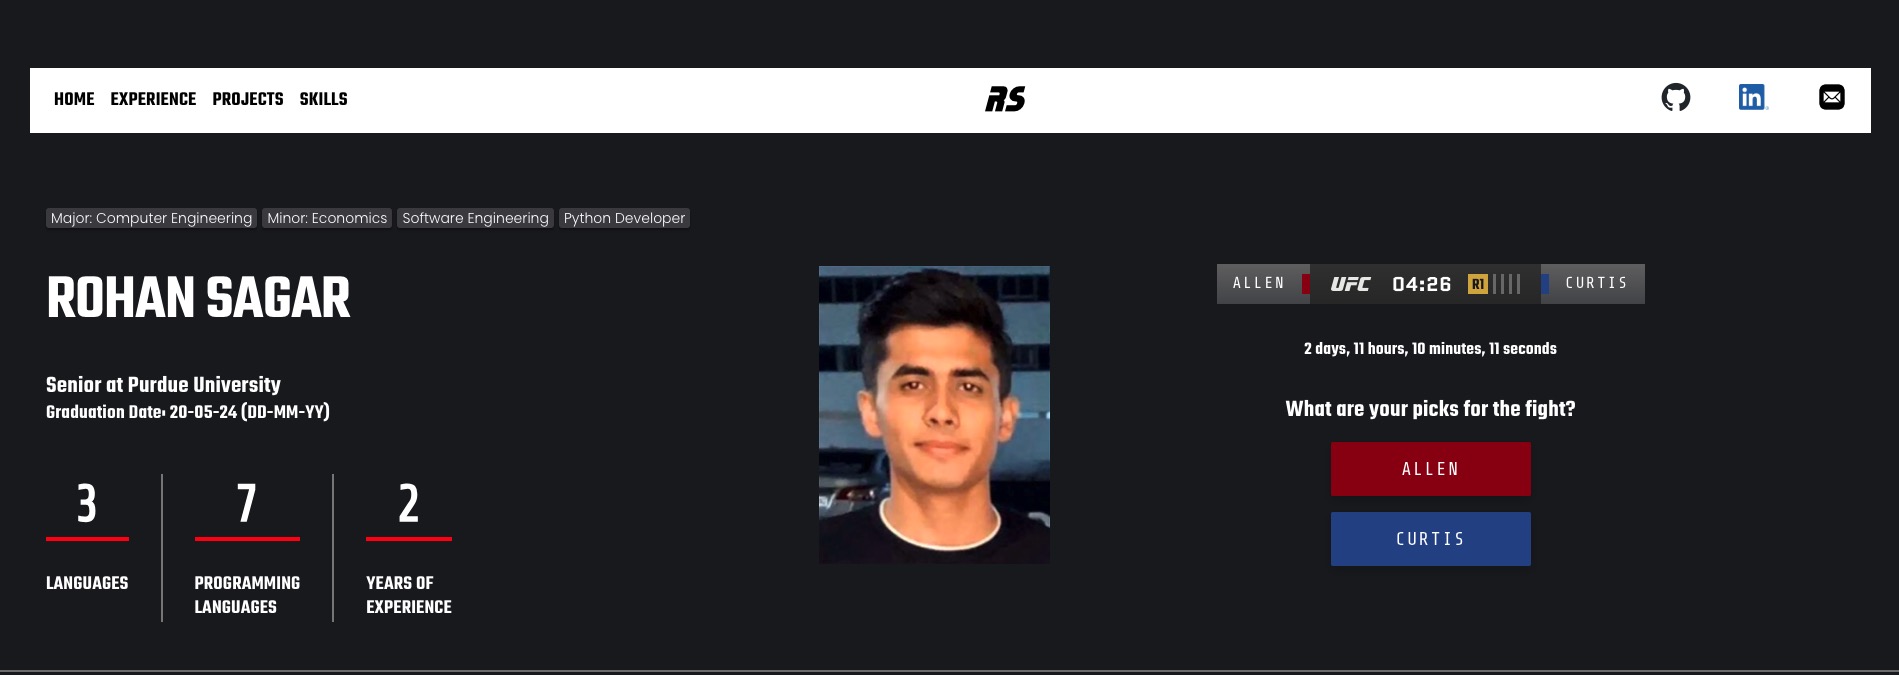 HOME EXPERIENCE PROJECTS SKILLS RS in
Major: Computer Engineering Minor: Economics Software Engineering Python Developer
ROHAN SAGAR
Senior at Purdue University
Graduation Date: 20-05-24 (DD-MM-YY)
3 7 2
LANGUAGES
PROGRAMMING
LANGUAGES
YEARS OF
EXPERIENCE
ALLEN UFC 04:26 R1 CURTIS
2 days, 11 hours, 10 minutes, 11 seconds
What are your picks for the fight?
ALLEN
CURTIS